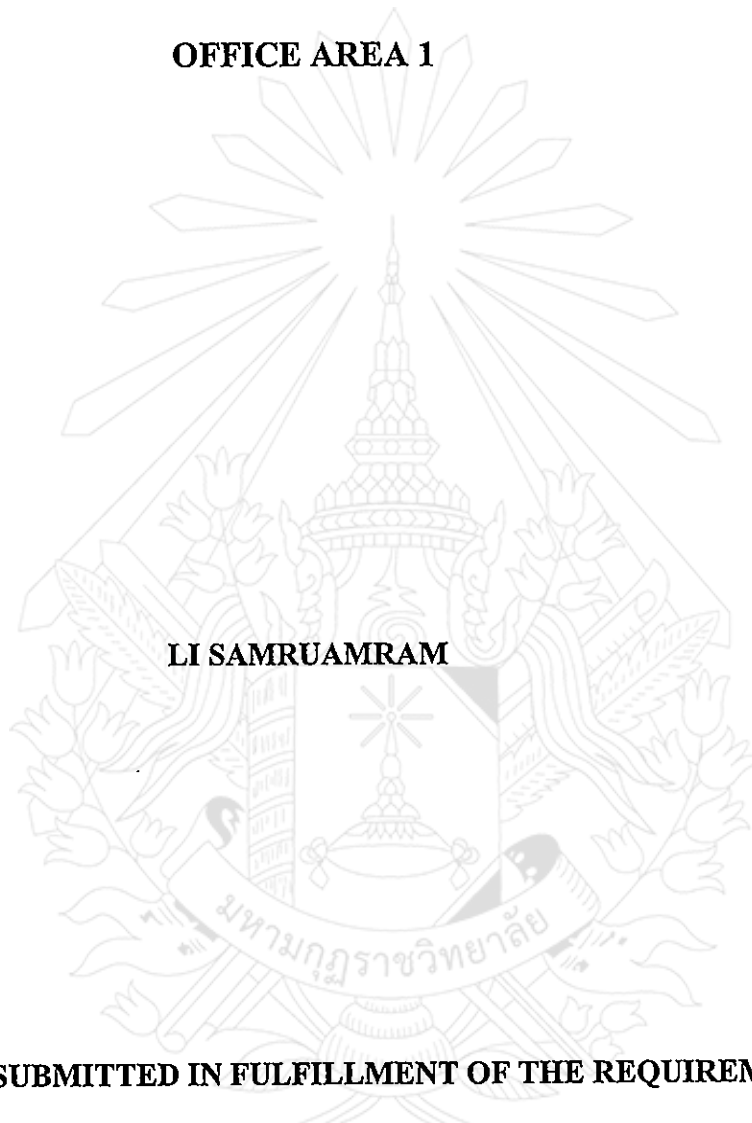 OFFICE AREA 1
LI SAMRUAMRAM
มหามกุฏราชวิทยาลัย
SUBMITTED IN FULFILLMENT OF THE REQUIREM